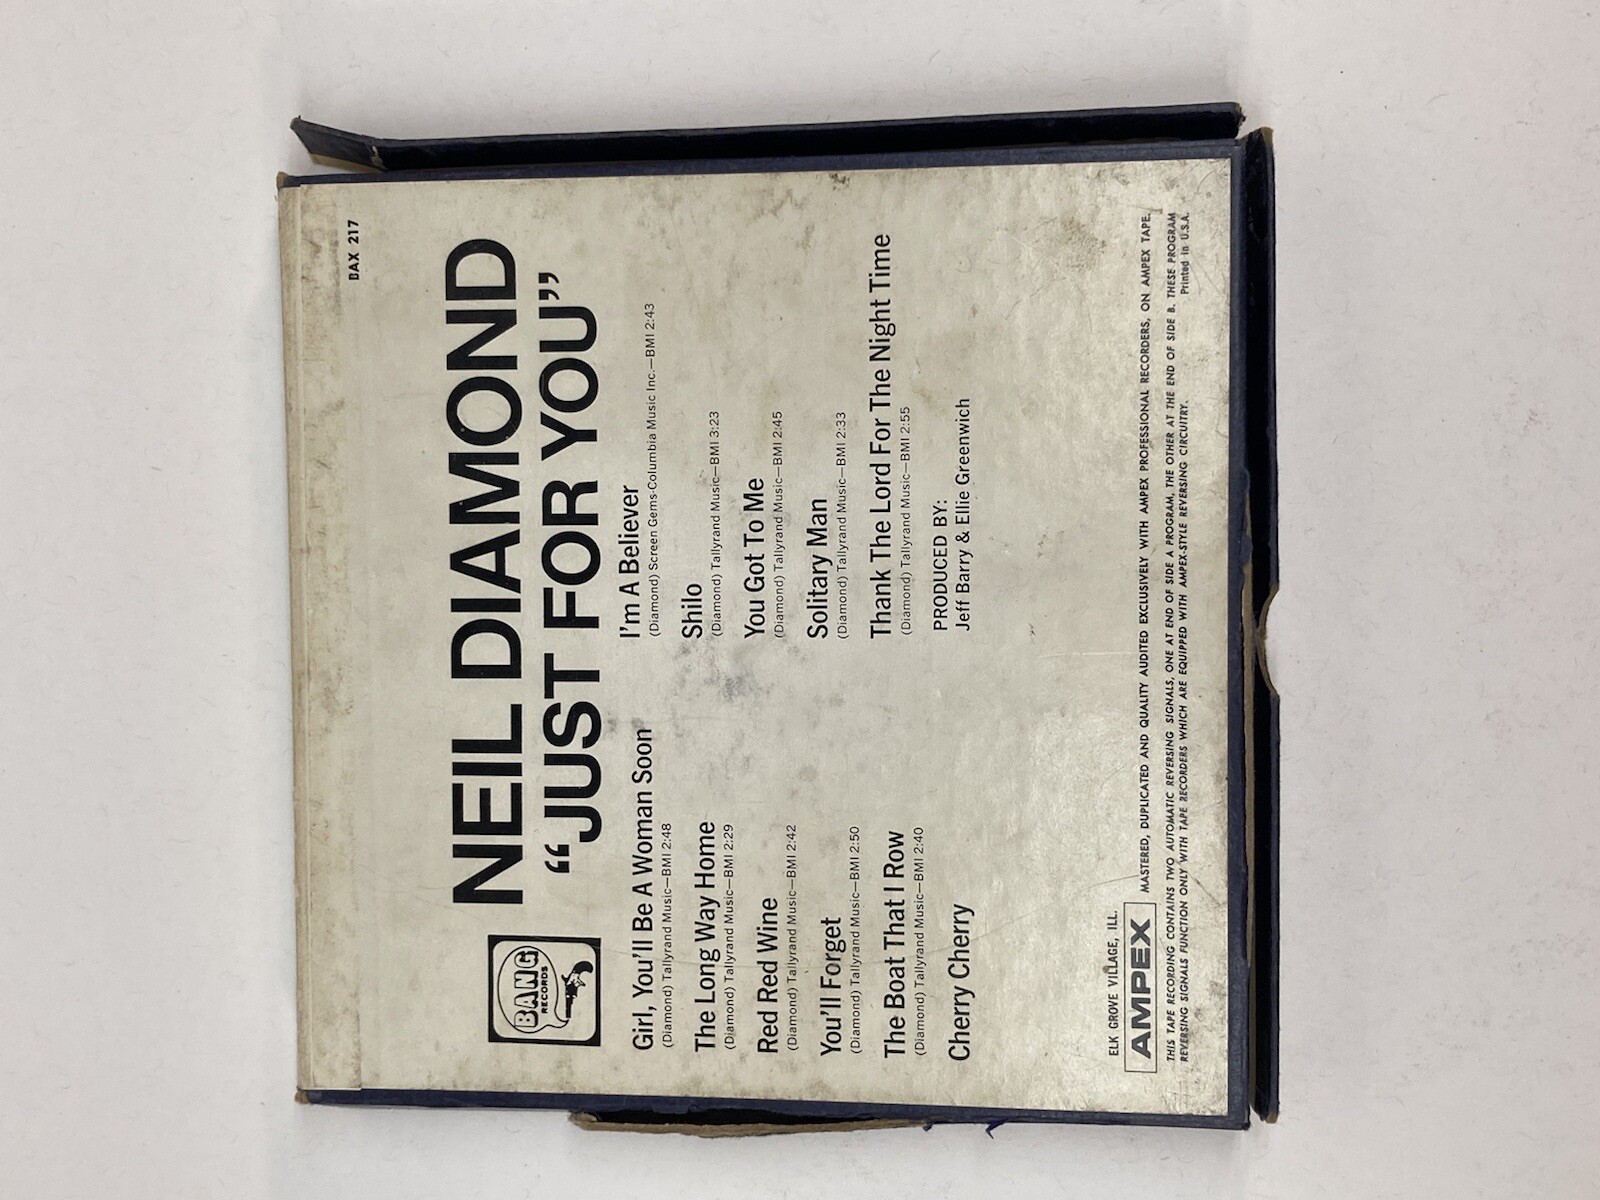 BAX 217
BANG
RECORDS
NEIL DIAMOND
“JUST FOR YOU”
Girl, You'll Be A Woman Soon
(Diamond) Tallyrand Music—BMI 2:48
The Long Way Home
(Diamond) Tallyrand Music—BMI 2:29
Red Red Wine
(Diamond) Tallyrand Music—BMI 2:42
You'll Forget
(Diamond) Tallyrand Music—BMI 2:50
The Boat That I Row
(Diamond) Tallyrand Music—BMI 2:40
Cherry Cherry
I'm A Believer
(Diamond) Screen Gems-Columbia Music Inc.—BMI 2:43
Shilo
(Diamond) Tallyrand Music—BMI 3:23
You Got To Me
(Diamond) Tallyrand Music—BMI 2:45
Solitary Man
(Diamond) Tallyrand Music—BMI 2:33
Thank The Lord For The Night Time
(Diamond) Tallyrand Music—BMI 2:55
PRODUCED BY:
Jeff Barry & Ellie Greenwich
ELK GROVE VILLAGE, ILL.
AMPEX MASTERED, DUPLICATED AND QUALITY AUDITED EXCLUSIVELY WITH AMPEX PROFESSIONAL RECORDERS, ON AMPEX TAPE.
THIS TAPE RECORDING CONTAINS TWO AUTOMATIC REVERSING SIGNALS, ONE AT END OF SIDE A PROGRAM, THE OTHER AT THE END OF SIDE B. THESE PROGRAM
REVERSING SIGNALS FUNCTION ONLY WITH TAPE RECORDERS WHICH ARE EQUIPPED WITH AMPEX-STYLE REVERSING CIRCUITRY. Printed in U.S.A.